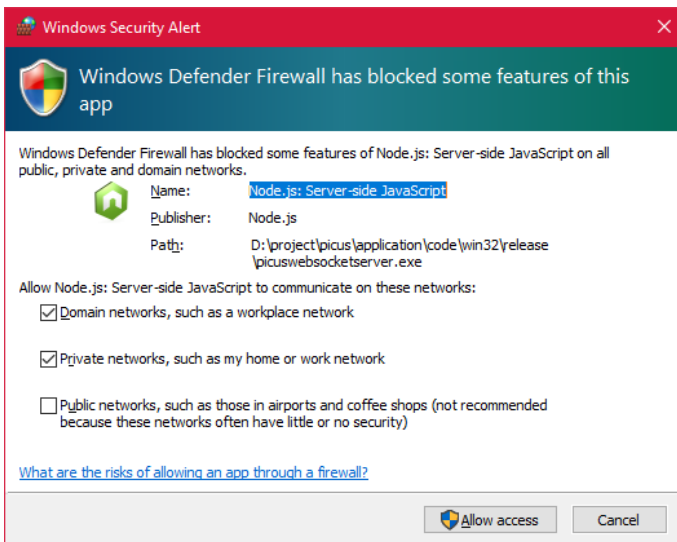 Windows Security Alert
Windows Defender Firewall has blocked some features of this
app
Windows Defender Firewall has blocked some features of Node.js: Server-side JavaScript on all
public, private and domain networks.
Name: Node.js: Server-side JavaScript
Publisher: Node.js
Path: D:\project\picus\application\code\win32\release
\picuswebsocketserver.exe
Allow Node.js: Server-side JavaScript to communicate on these networks:
Domain networks, such as a workplace network
Private networks, such as my home or work network
Public networks, such as those in airports and coffee shops (not recommended
because these networks often have little or no security)
What are the risks of allowing an app through a firewall?
Allow access Cancel